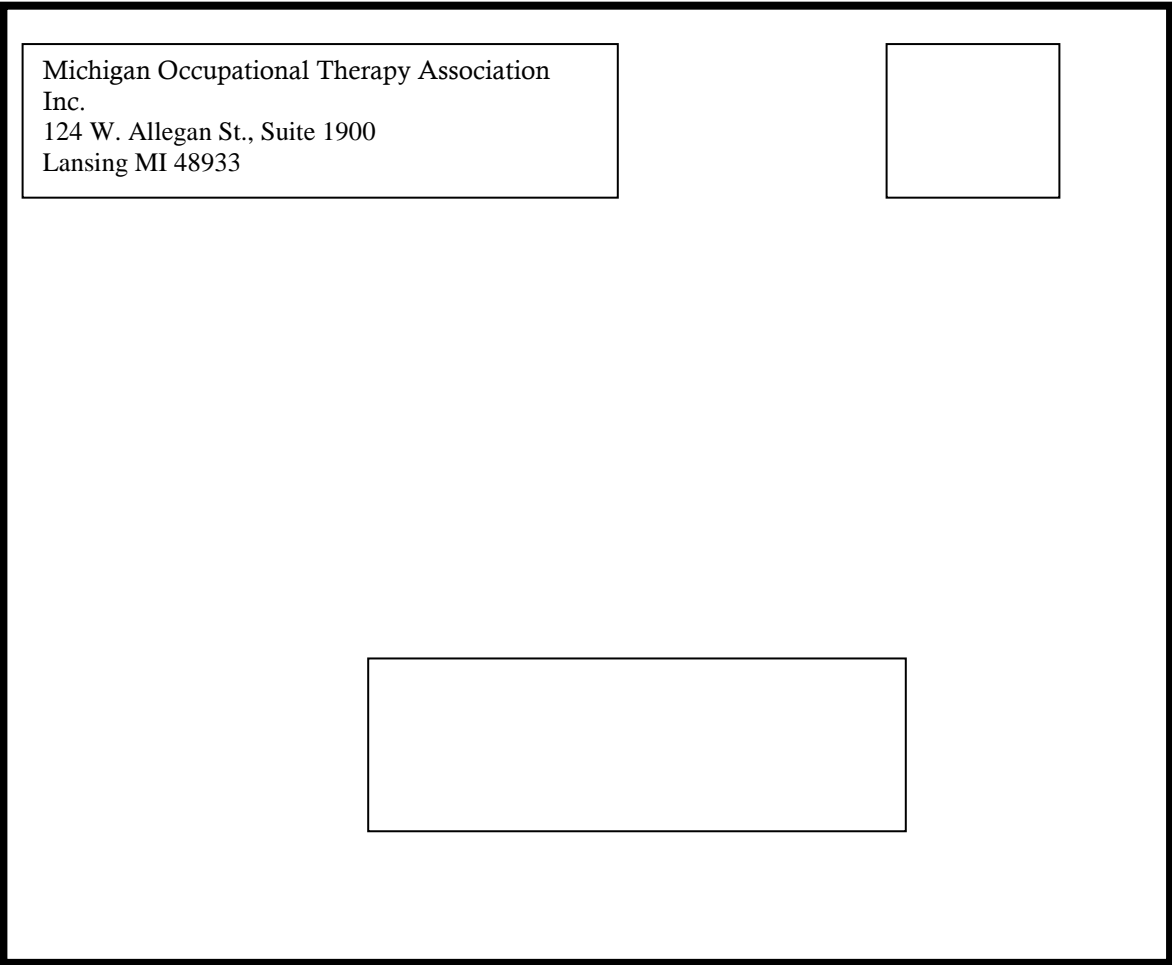 Michigan Occupational Therapy Association
Inc.
124 W. Allegan St., Suite 1900
Lansing MI 48933